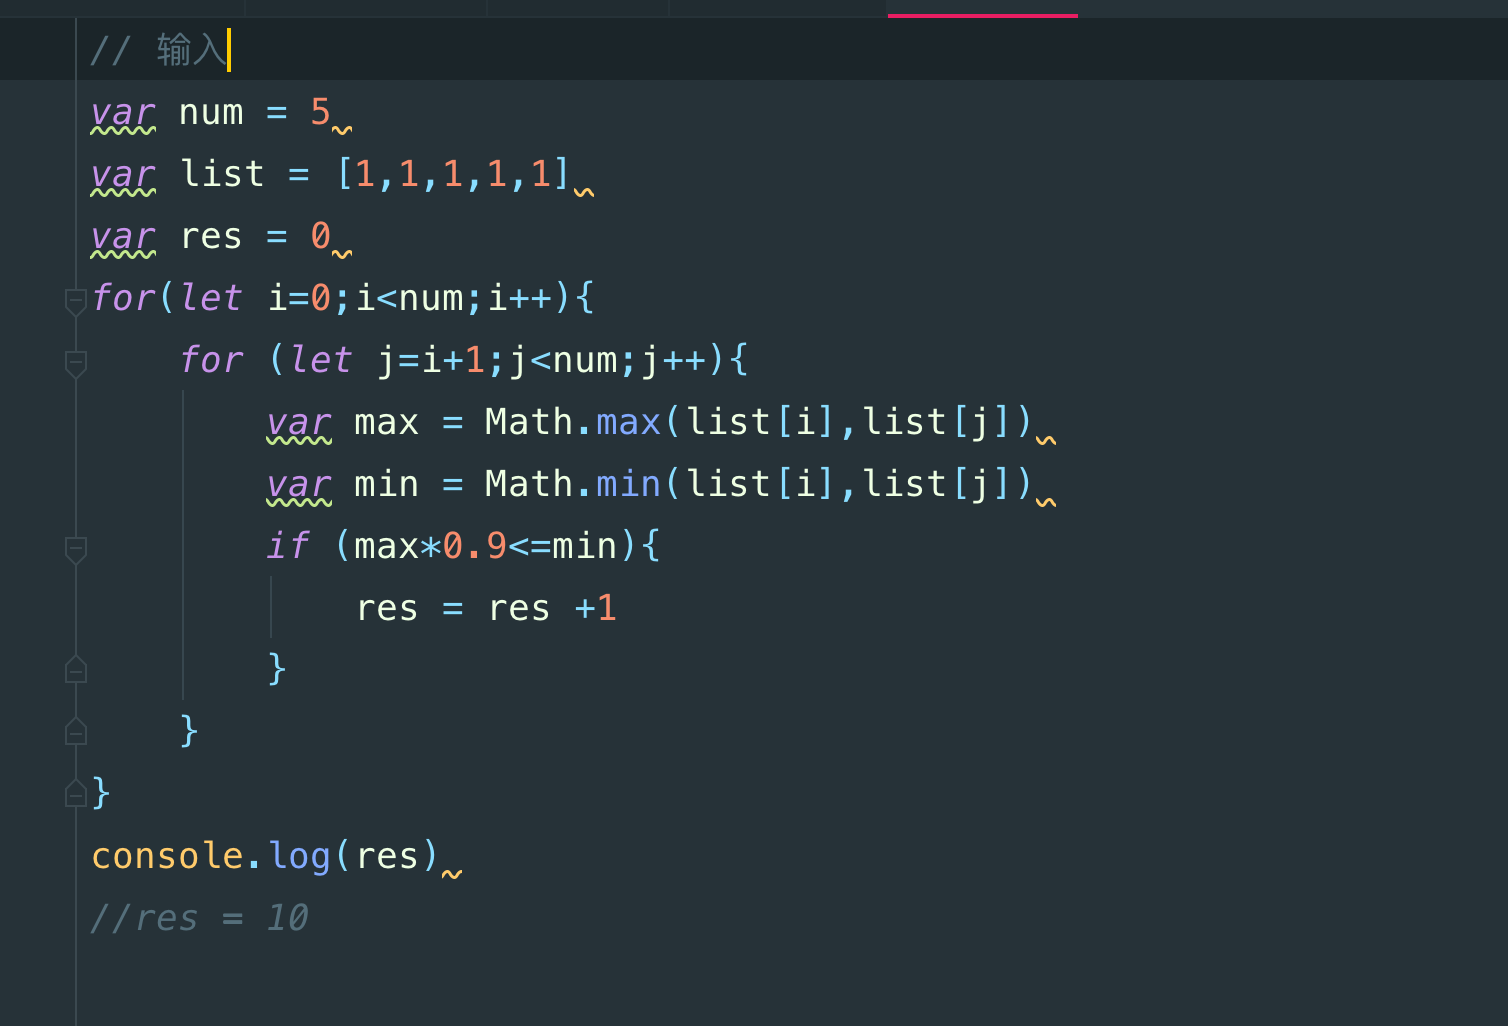 // 输入
var num = 5
var list = [1,1,1,1,1]
var res = 0
for(let i=0;i<num;i++){
    for (let j=i+1;j<num;j++){
        var max = Math.max(list[i],list[j])
        var min = Math.min(list[i],list[j])
        if (max*0.9<=min){
            res = res +1
        }
    }
}
console.log(res)
//res = 10